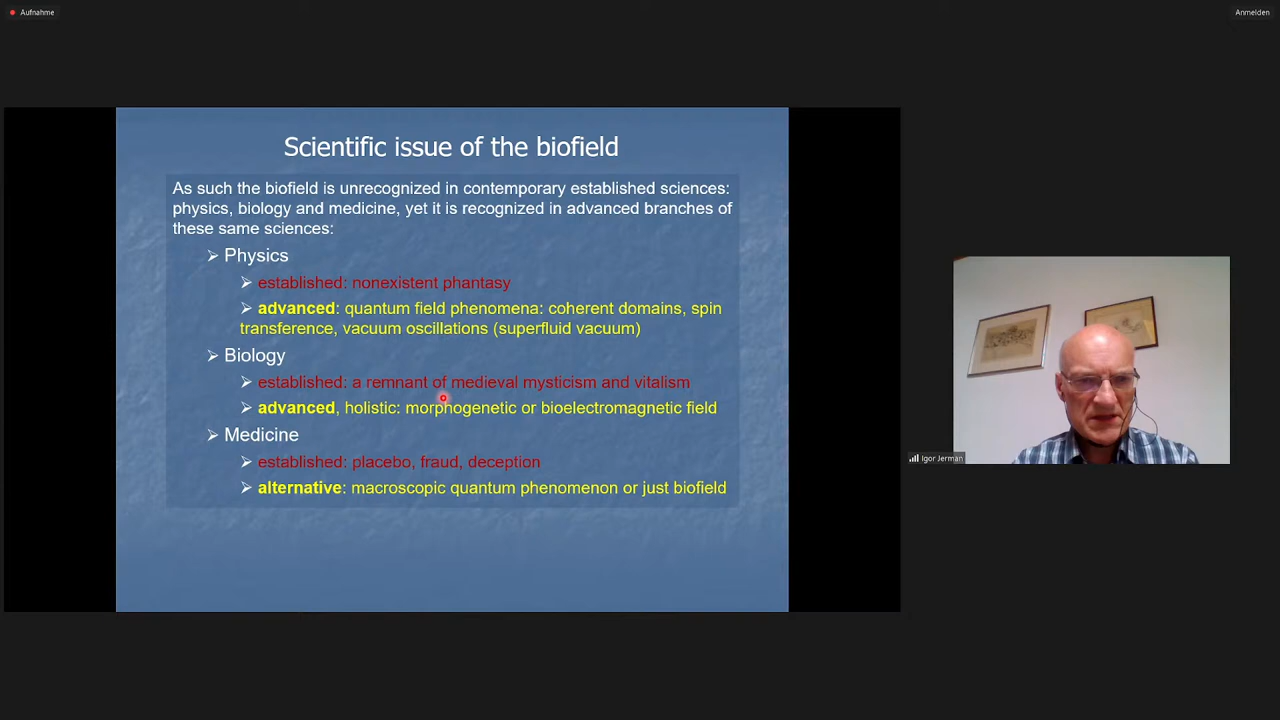 Aufnahme
Anmelden
Scientific issue of the biofield
As such the biofield is unrecognized in contemporary established sciences:
physics, biology and medicine, yet it is recognized in advanced branches of
these same sciences:
Physics
established: nonexistent phantasy
advanced: quantum field phenomena: coherent domains, spin
transference, vacuum oscillations (superfluid vacuum)
Biology
established: a remnant of medieval mysticism and vitalism
advanced, holistic: morphogenetic or bioelectromagnetic field
Medicine
established: placebo, fraud, deception
alternative: macroscopic quantum phenomenon or just biofield
Igor Jerman